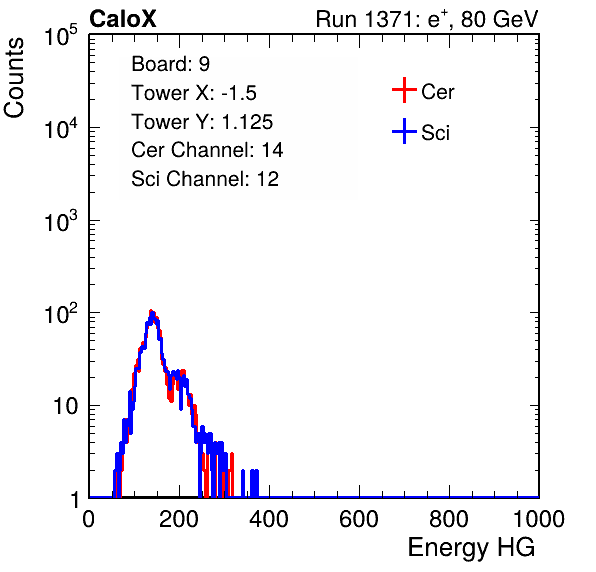 CaloX Run 1371: e+, 80 GeV
Counts
10^5
10^4
10^3
10^2
10
1
Board: 9
Tower X: -1.5
Tower Y: 1.125
Cer Channel: 14
Sci Channel: 12
Cer
Sci
0 200 400 600 800 1000
Energy HG